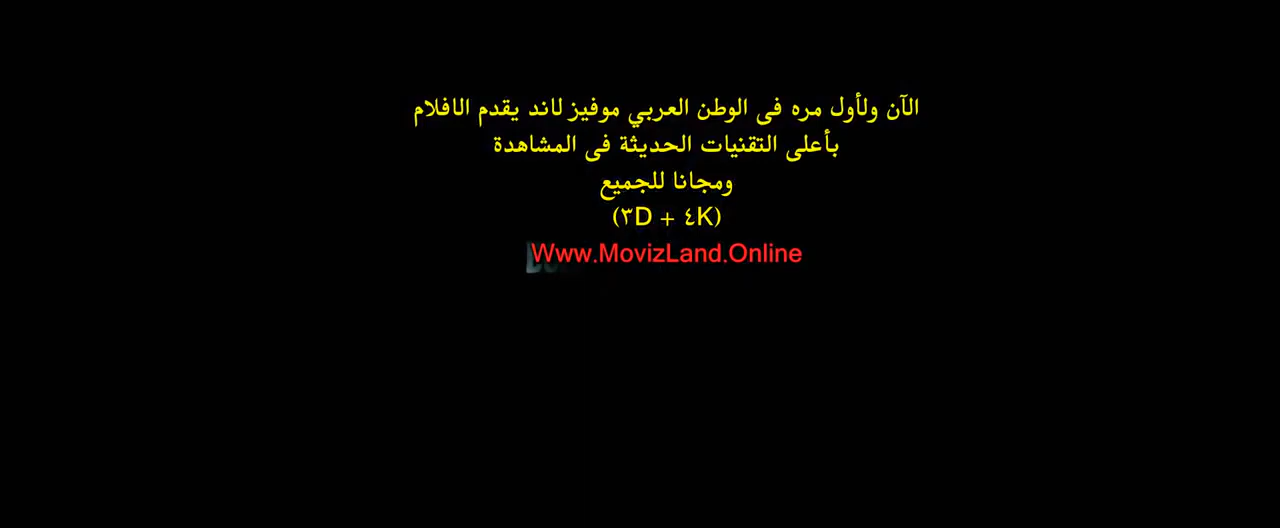 الآن ولأول مره فى الوطن العربي موفيز لاند يقدم الافلام
بأعلى التقنيات الحديثة فى المشاهدة
ومجانا للجميع
(٣D + ٤K)
Www.MovizLand.Online